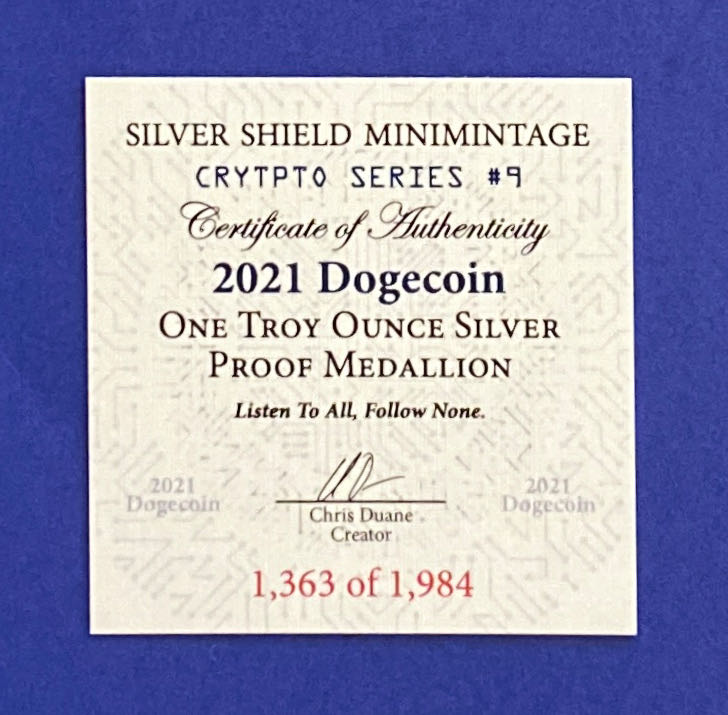 SILVER SHIELD MINIMINTAGE
CRYTPTO SERIES #9
Certificate of Authenticity
2021 Dogecoin
ONE TROY OUNCE SILVER
PROOF MEDALLION
Listen To All, Follow None.
2021
Dogecoin
Chris Duane
Creator
2021
Dogecoin
1,363 of 1,984